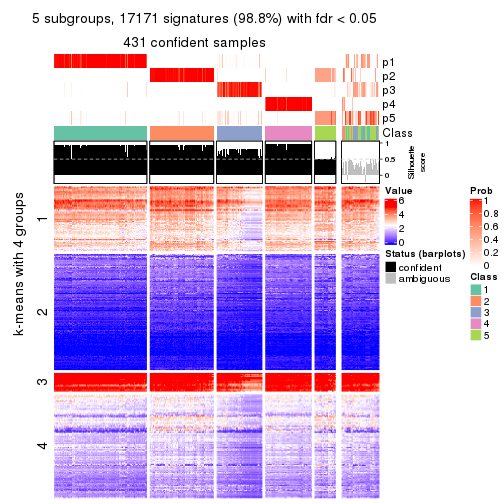 5 subgroups, 17171 signatures (98.8%) with fdr < 0.05
431 confident samples
p1
p2
p3
p4
p5
Class
1
0.5
0
Silhouette
score
k-means with 4 groups
1
2
3
4
Value
6
4
2
0
Status (barplots)
confident
ambiguous
Prob
1
0.8
0.6
0.4
0.2
0
Class
1
2
3
4
5